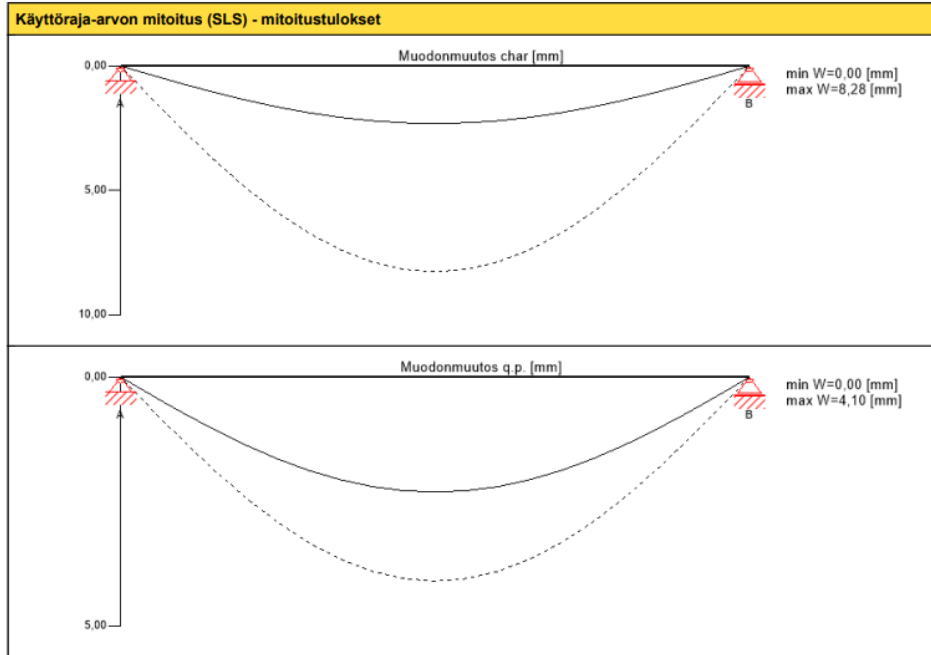 Käyttöraja-arvon mitoitus (SLS) - mitoitustulokset
Muodonmuutos char [mm]
0,00
min W=0,00 [mm]
max W=8,28 [mm]
A
B
5,00
10,00
Muodonmuutos q.p. [mm]
0,00
min W=0,00 [mm]
max W=4,10 [mm]
A
B
5,00